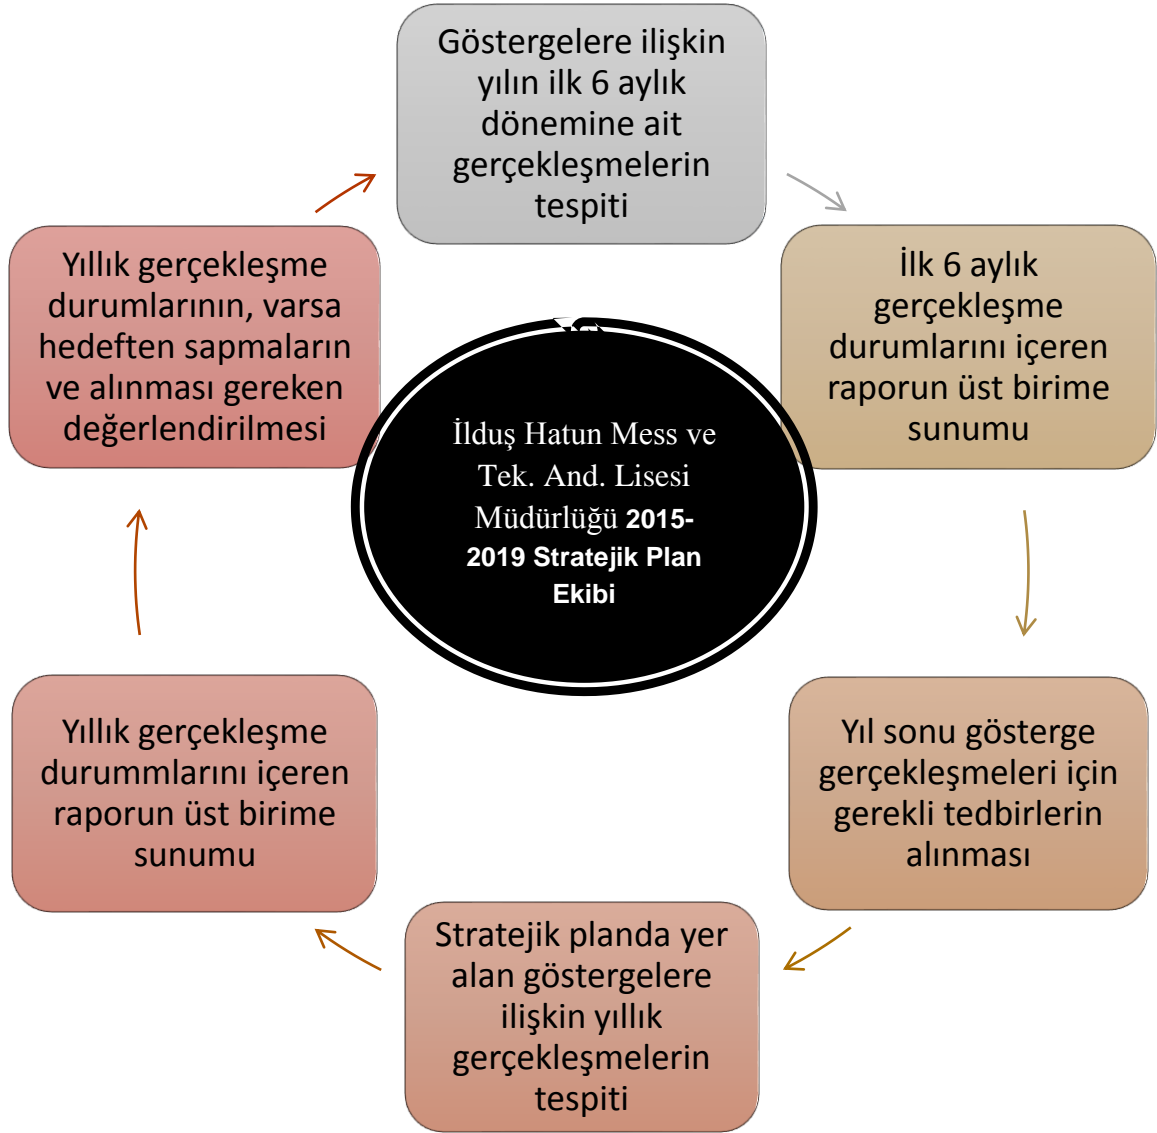 Göstergelere ilişkin
yılın ilk 6 aylık
dönemine ait
gerçekleşmelerin
tespiti
İlk 6 aylık
gerçekleşme
durumlarını içeren
raporun üst birime
sunumu
Yıl sonu gösterge
gerçekleşmeleri için
gerekli tedbirlerin
alınması
Stratejik planda yer
alan göstergelere
ilişkin yıllık
gerçekleşmelerin
tespiti
Yıllık gerçekleşme
durummlarını içeren
raporun üst birime
sunumu
Yıllık gerçekleşme
durumlarının, varsa
hedeften sapmaların
ve alınması gereken
değerlendirilmesi
İlduş Hatun Mess ve
Tek. And. Lisesi
Müdürlüğü 2015-
2019 Stratejik Plan
Ekibi